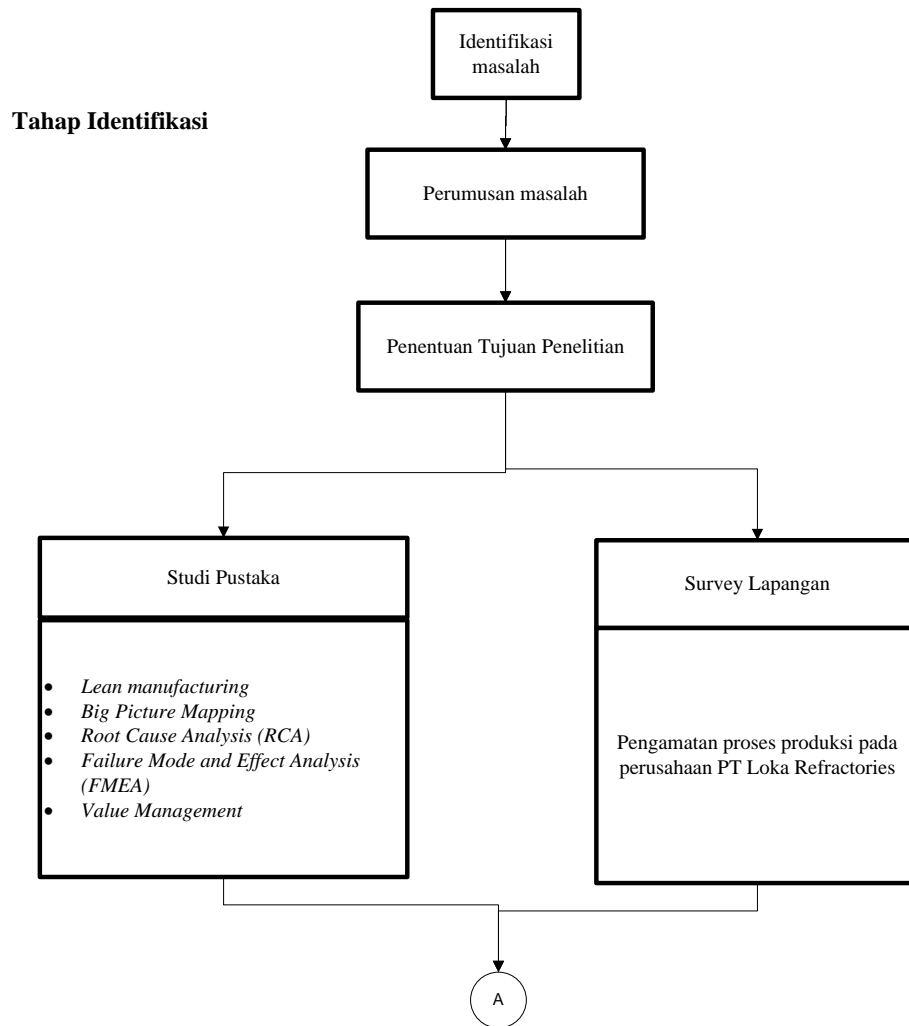 Identifikasi
masalah
Tahap Identifikasi
Perumusan masalah
Penentuan Tujuan Penelitian
Studi Pustaka
• Lean manufacturing
• Big Picture Mapping
• Root Cause Analysis (RCA)
• Failure Mode and Effect Analysis
(FMEA)
• Value Management
Survey Lapangan
Pengamatan proses produksi pada
perusahaan PT Loka Refractories
A